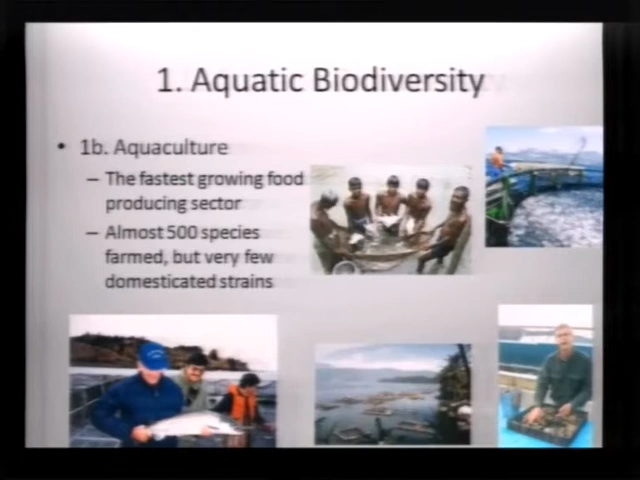 1. Aquatic Biodiversity
• 1b. Aquaculture
– The fastest growing food
producing sector
– Almost 500 species
farmed, but very few
domesticated strains